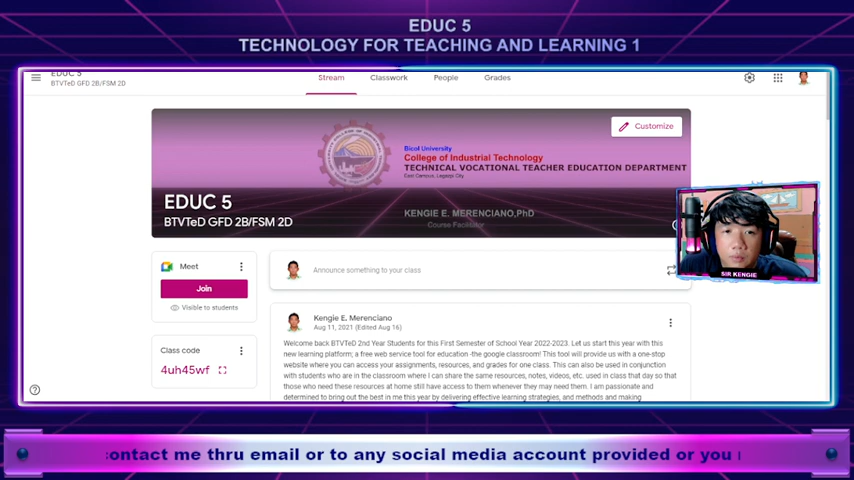 EDUC 5
TECHNOLOGY FOR TEACHING AND LEARNING 1
EDUC 5
BTVTeD GFD 2B/FSM 2D
Stream
Classwork
People
Grades
Customize
Bicol University
College of Industrial Technology
TECHNICAL VOCATIONAL TEACHER EDUCATION DEPARTMENT
East Campus, Legazpi City
EDUC 5
BTVTeD GFD 2B/FSM 2D
KENGIE E. MERENCIANO,PhD
Course Facilitator
SIR KENGIE
Meet
Join
Visible to students
Class code
4uh45wf
Announce something to your class
Kengie E. Merenciano
Aug 11, 2021 (Edited Aug 16)
Welcome back BTVTeD 2nd Year Students for this First Semester of School Year 2022-2023. Let us start this year with this
new learning platform; a free web service tool for education -the google classroom! This tool will provide us with a one-stop
website where you can access your assignments, resources, and grades for one class. This can also be used in conjunction
with students who are in the classroom where I can share the same resources, notes, videos, etc. used in class that day so that
those who need these resources at home still have access to them whenever they may need them. I am passionate and
determined to bring out the best in me this year by delivering effective learning strategies, and methods and making
ontact me thru email or to any social media account provided or you